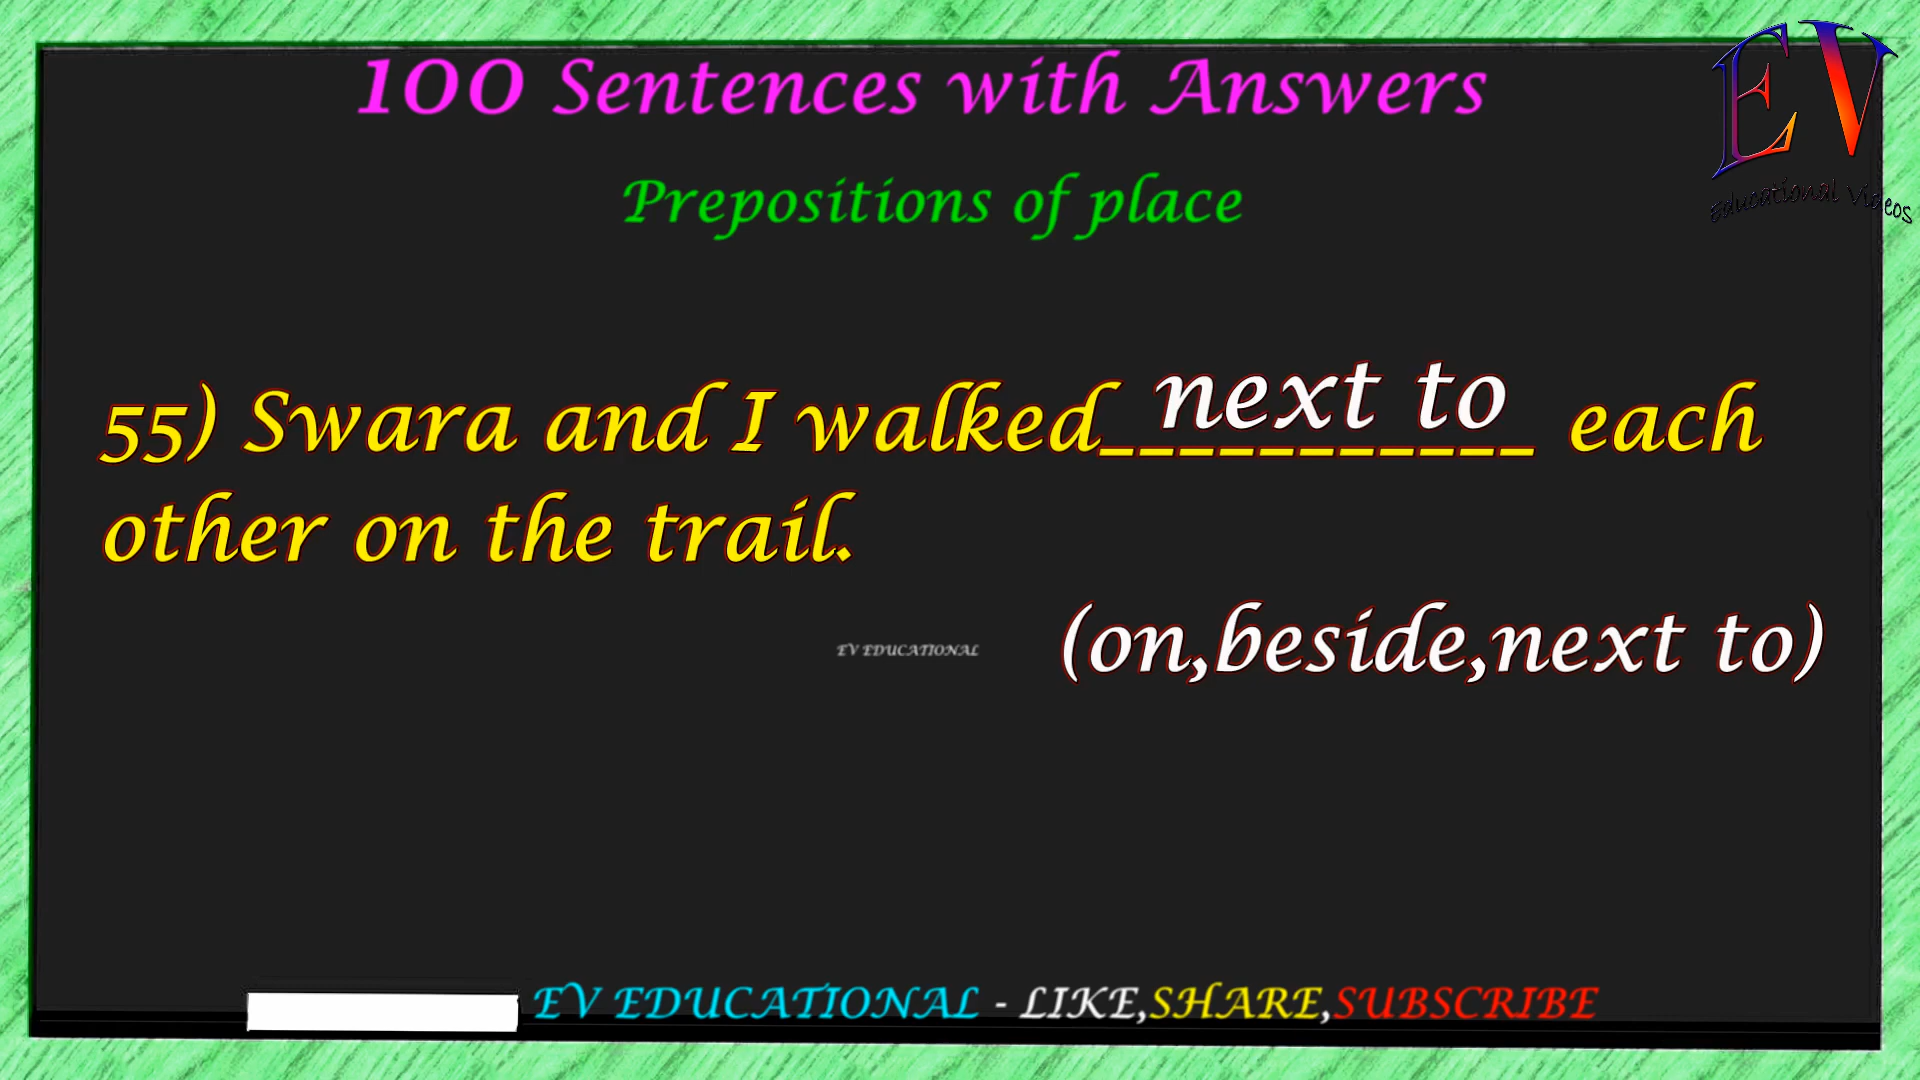 EV
Educational Videos
100 Sentences with Answers
Prepositions of place
55) Swara and I walked___________ each
next to
other on the trail.
(on,beside,next to)
EV EDUCATIONAL
EV EDUCATIONAL - LIKE,SHARE,SUBSCRIBE